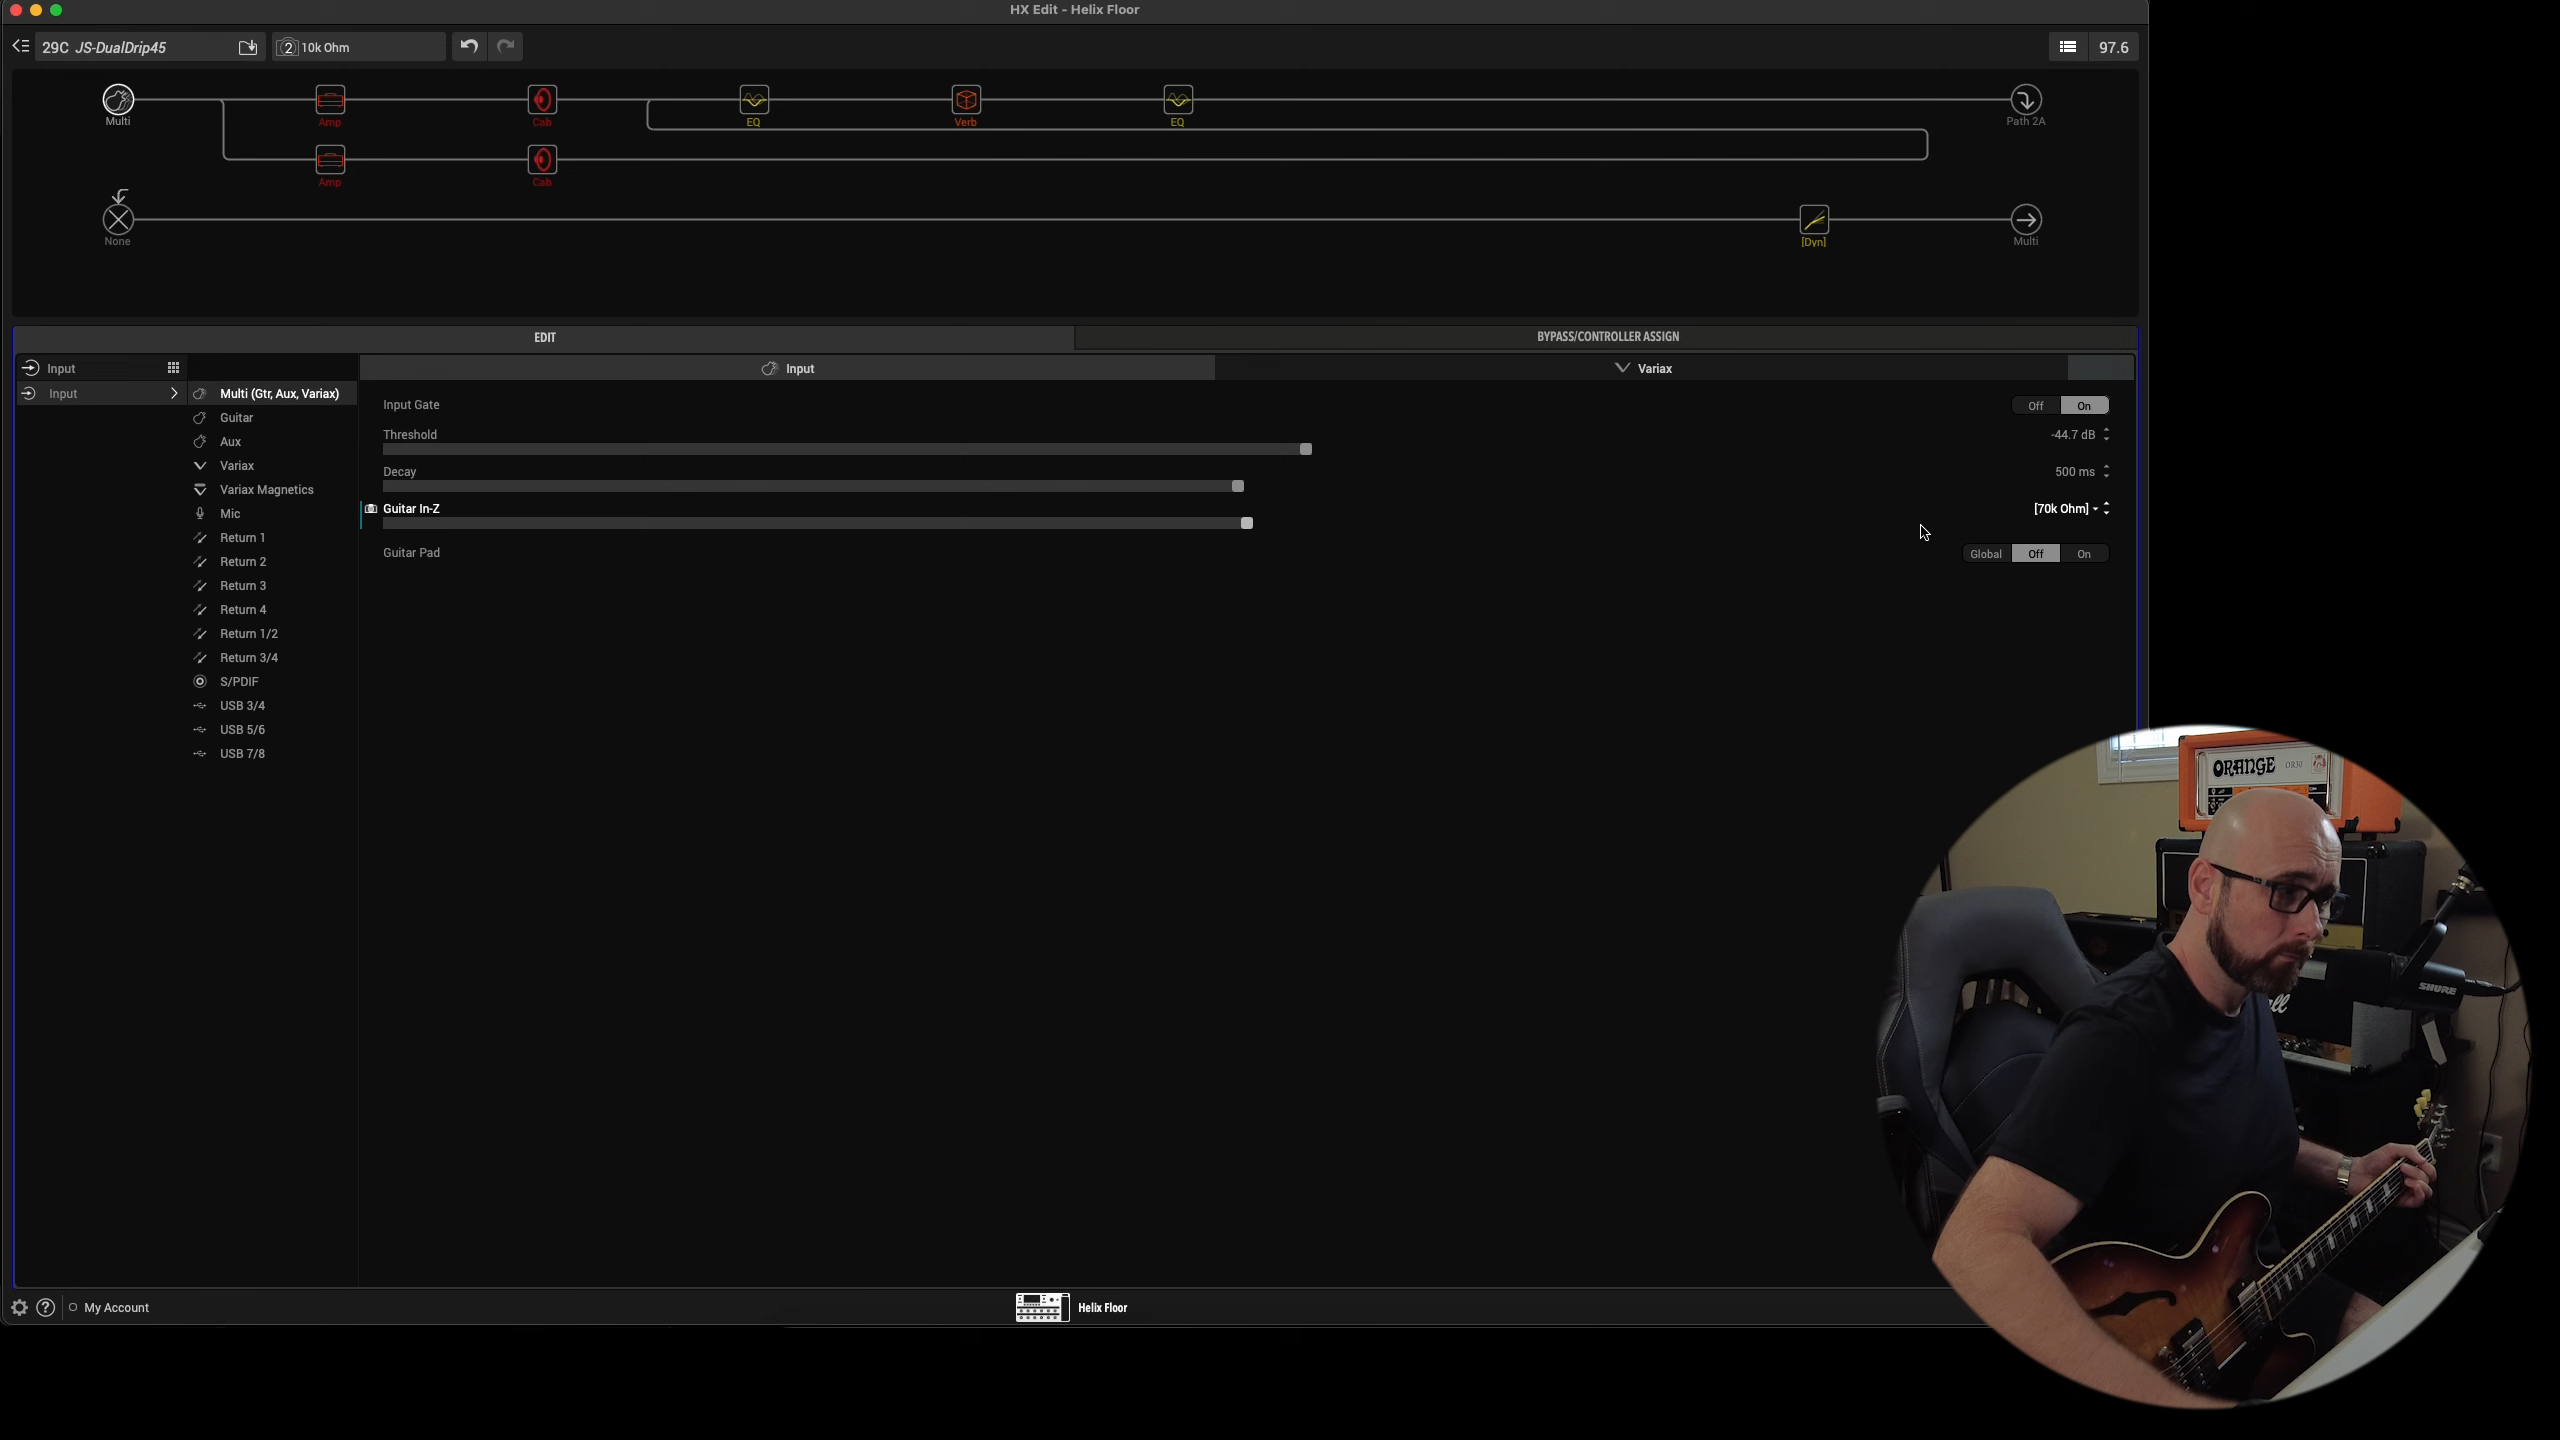 HX Edit - Helix Floor
29C JS-DualDrip45
2 10k Ohm
97.6
Multi
Amp
Cab
EQ
Verb
EQ
Path 2A
Amp
Cab
None
[Dyn]
Multi
EDIT
BYPASS/CONTROLLER ASSIGN
Input
Input
Variax
Input
Multi (Gtr, Aux, Variax)
Guitar
Aux
Variax
Variax Magnetics
Mic
Return 1
Return 2
Return 3
Return 4
Return 1/2
Return 3/4
S/PDIF
USB 3/4
USB 5/6
USB 7/8
Input Gate
Off On
Threshold
-44.7 dB
Decay
500 ms
Guitar In-Z
[70k Ohm]
Guitar Pad
Global Off On
ORANGE OR30
SHURE
My Account
Helix Floor